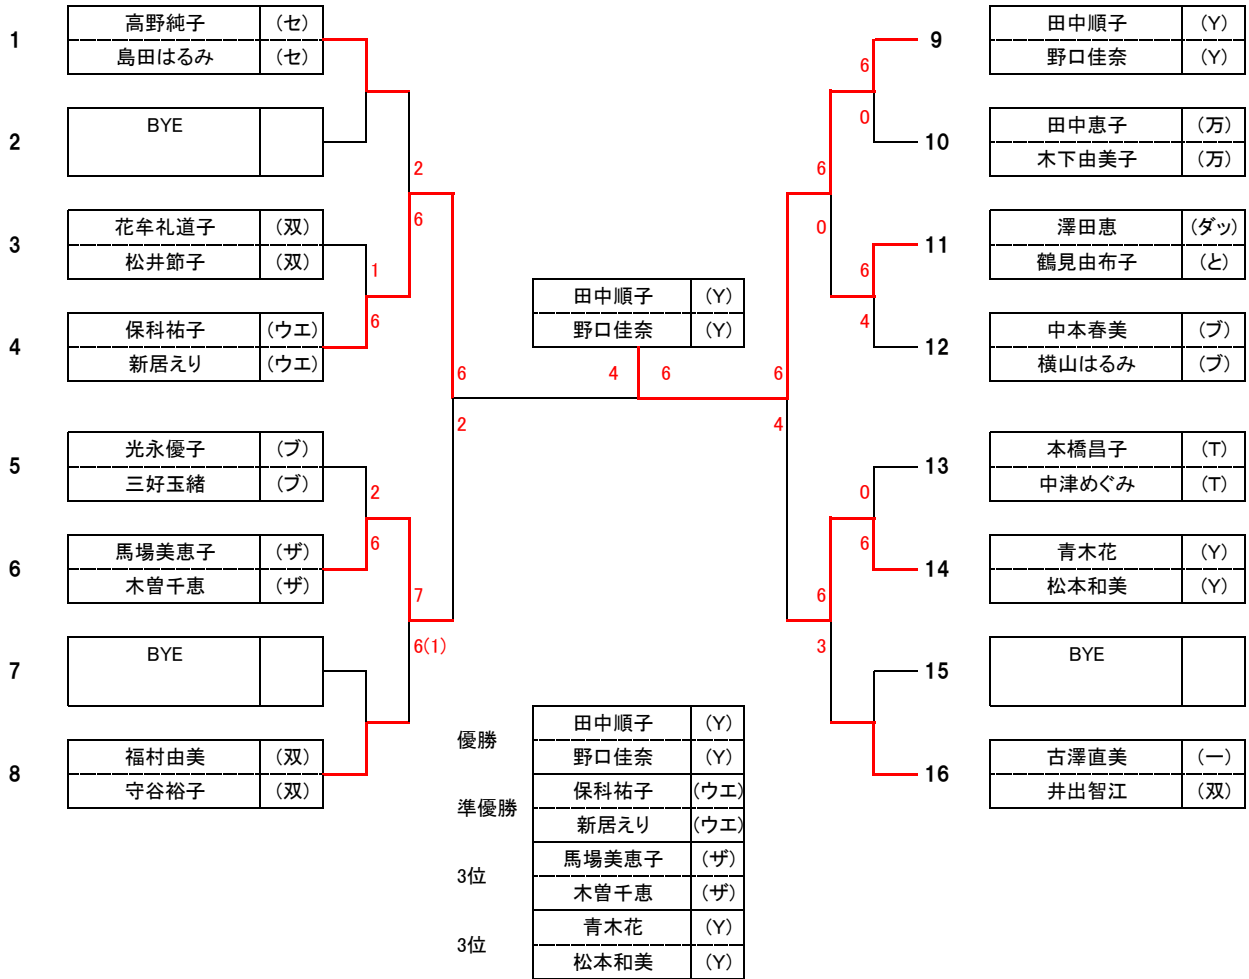 1
高野純子 (セ)
島田はるみ (セ)
2
BYE
3
花牟礼道子 (双)
松井節子 (双)
4
保科祐子 (ウエ)
新居えり (ウエ)
5
光永優子 (ブ)
三好玉緒 (ブ)
6
馬場美恵子 (ザ)
木曽千恵 (ザ)
7
BYE
8
福村由美 (双)
守谷裕子 (双)
2
6
1
6
2
6
7
6(1)
6
2
田中順子 (Y)
野口佳奈 (Y)
4 6
6
4
6
0
6
0
6
4
0
6
6
3
9
田中順子 (Y)
野口佳奈 (Y)
10
田中恵子 (万)
木下由美子 (万)
11
澤田恵 (ダッ)
鶴見由布子 (と)
12
中本春美 (ブ)
横山はるみ (ブ)
13
本橋昌子 (T)
中津めぐみ (T)
14
青木花 (Y)
松本和美 (Y)
15
BYE
16
古澤直美 (一)
井出智江 (双)
優勝
田中順子 (Y)
野口佳奈 (Y)
準優勝
保科祐子 (ウエ)
新居えり (ウエ)
3位
馬場美恵子 (ザ)
木曽千恵 (ザ)
3位
青木花 (Y)
松本和美 (Y)